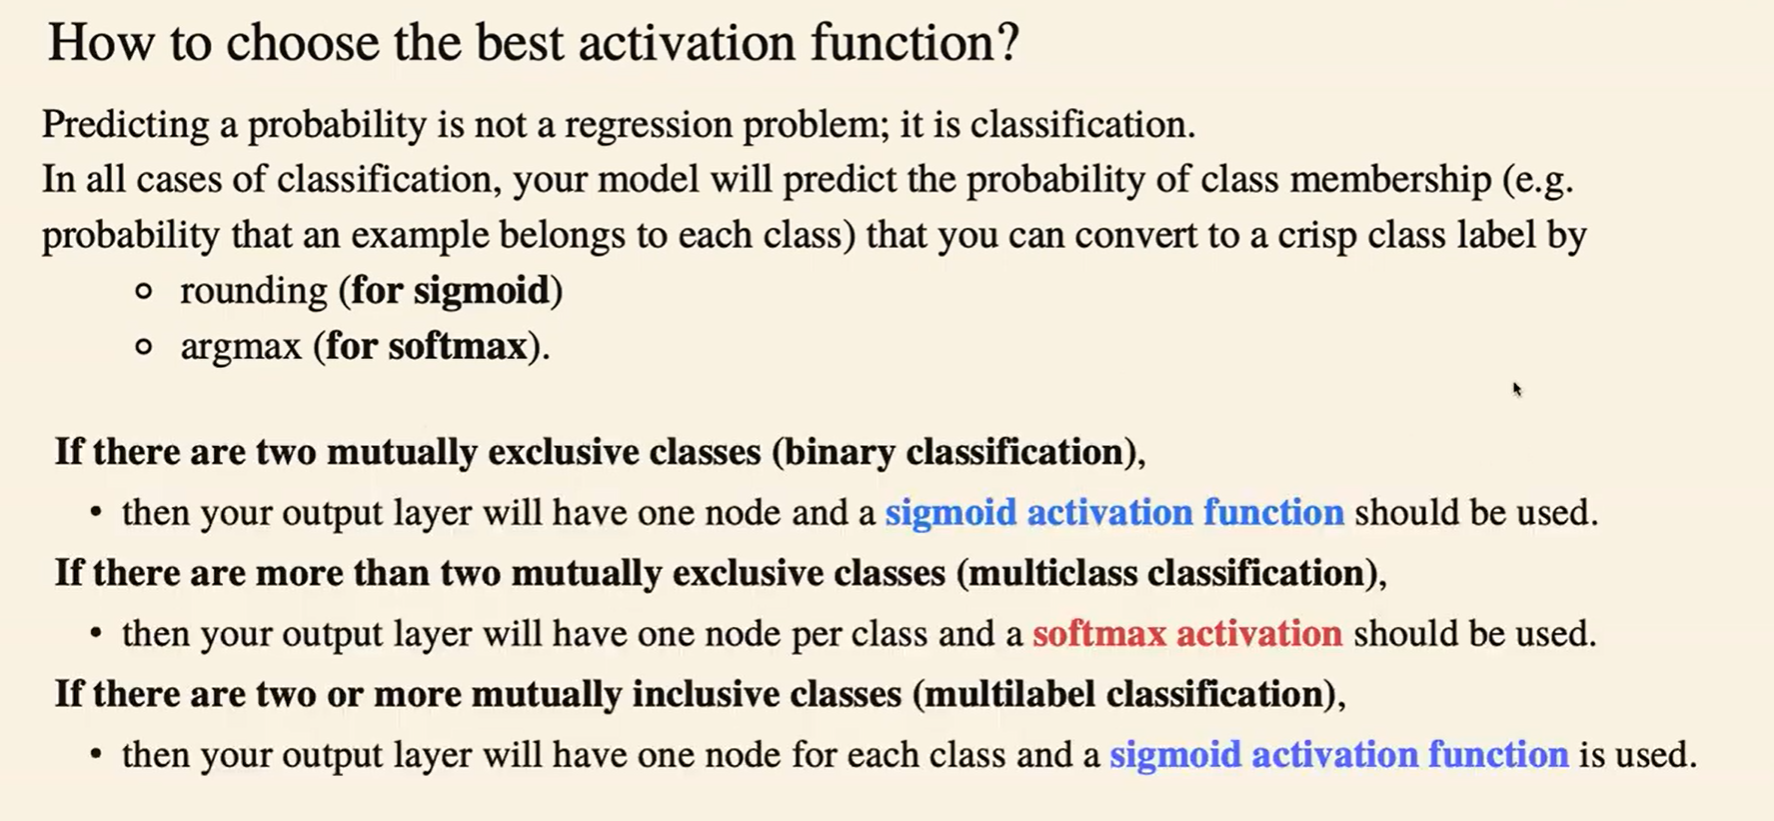 How to choose the best activation function?
Predicting a probability is not a regression problem; it is classification.
In all cases of classification, your model will predict the probability of class membership (e.g.
probability that an example belongs to each class) that you can convert to a crisp class label by
○ rounding (for sigmoid)
○ argmax (for softmax).
If there are two mutually exclusive classes (binary classification),
• then your output layer will have one node and a sigmoid activation function should be used.
If there are more than two mutually exclusive classes (multiclass classification),
• then your output layer will have one node per class and a softmax activation should be used.
If there are two or more mutually inclusive classes (multilabel classification),
• then your output layer will have one node for each class and a sigmoid activation function is used.